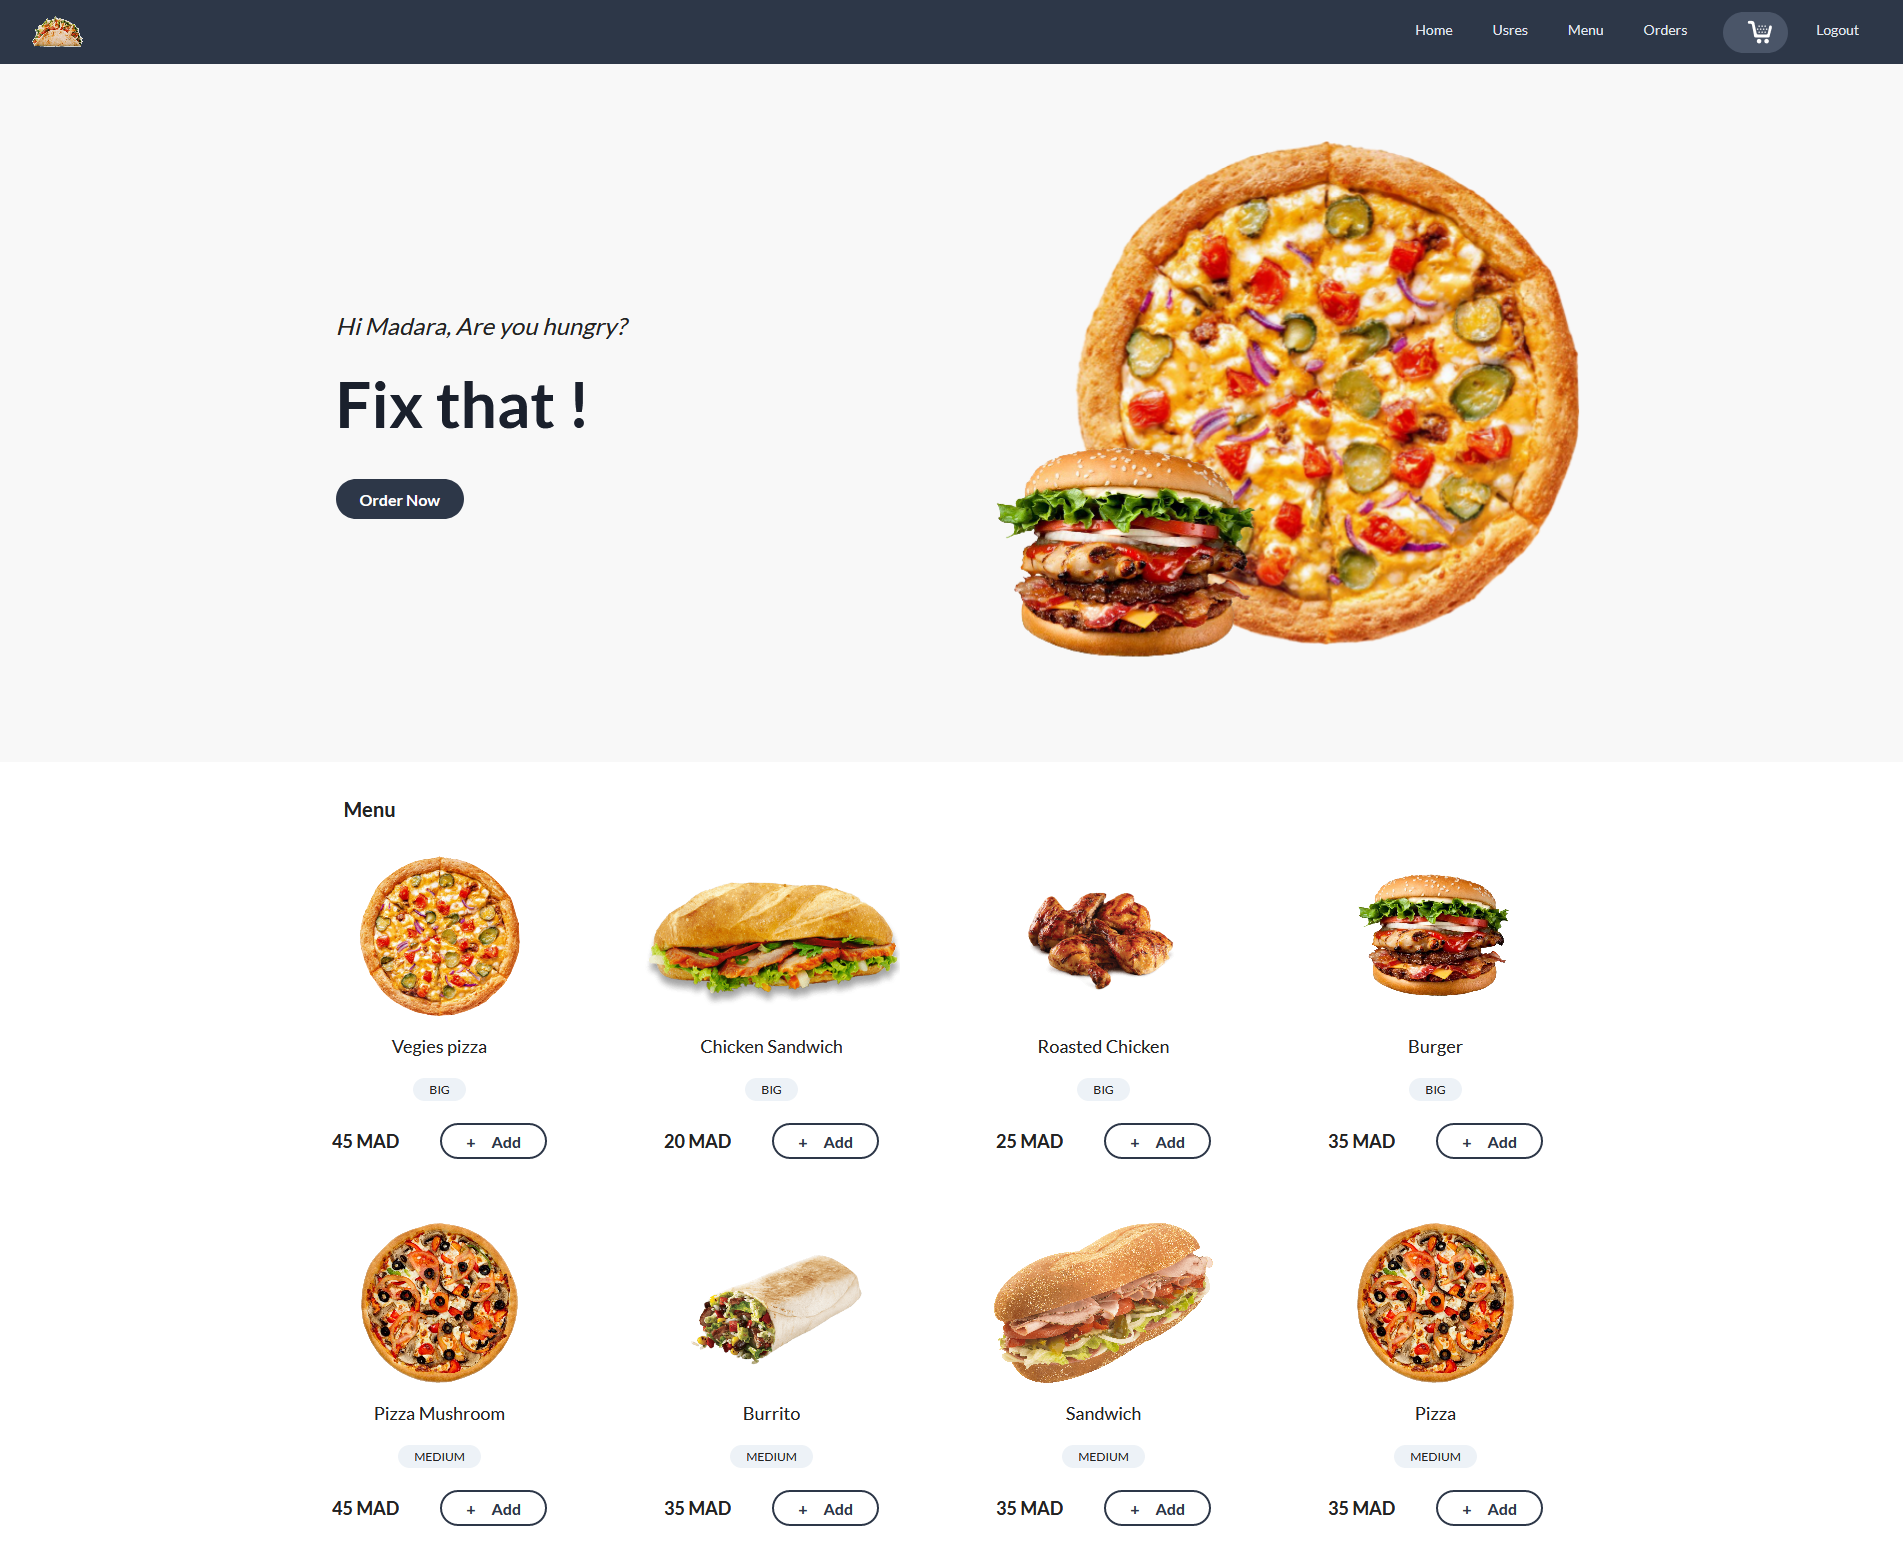 Home Usres Menu Orders Logout
Hi Madara, Are you hungry?
Fix that !
Order Now
Menu
Vegies pizza Chicken Sandwich Roasted Chicken Burger
BIG BIG BIG BIG
45 MAD + Add 20 MAD + Add 25 MAD + Add 35 MAD + Add
Pizza Mushroom Burrito Sandwich Pizza
MEDIUM MEDIUM MEDIUM MEDIUM
45 MAD + Add 35 MAD + Add 35 MAD + Add 35 MAD + Add